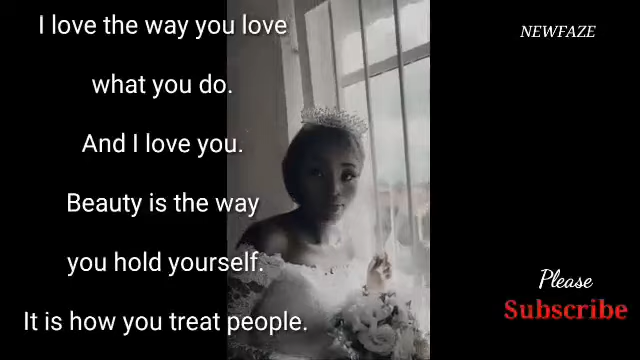 I love the way you love
what you do.
And I love you.
Beauty is the way
you hold yourself.
It is how you treat people.
NEWFAZE
Please
Subscribe